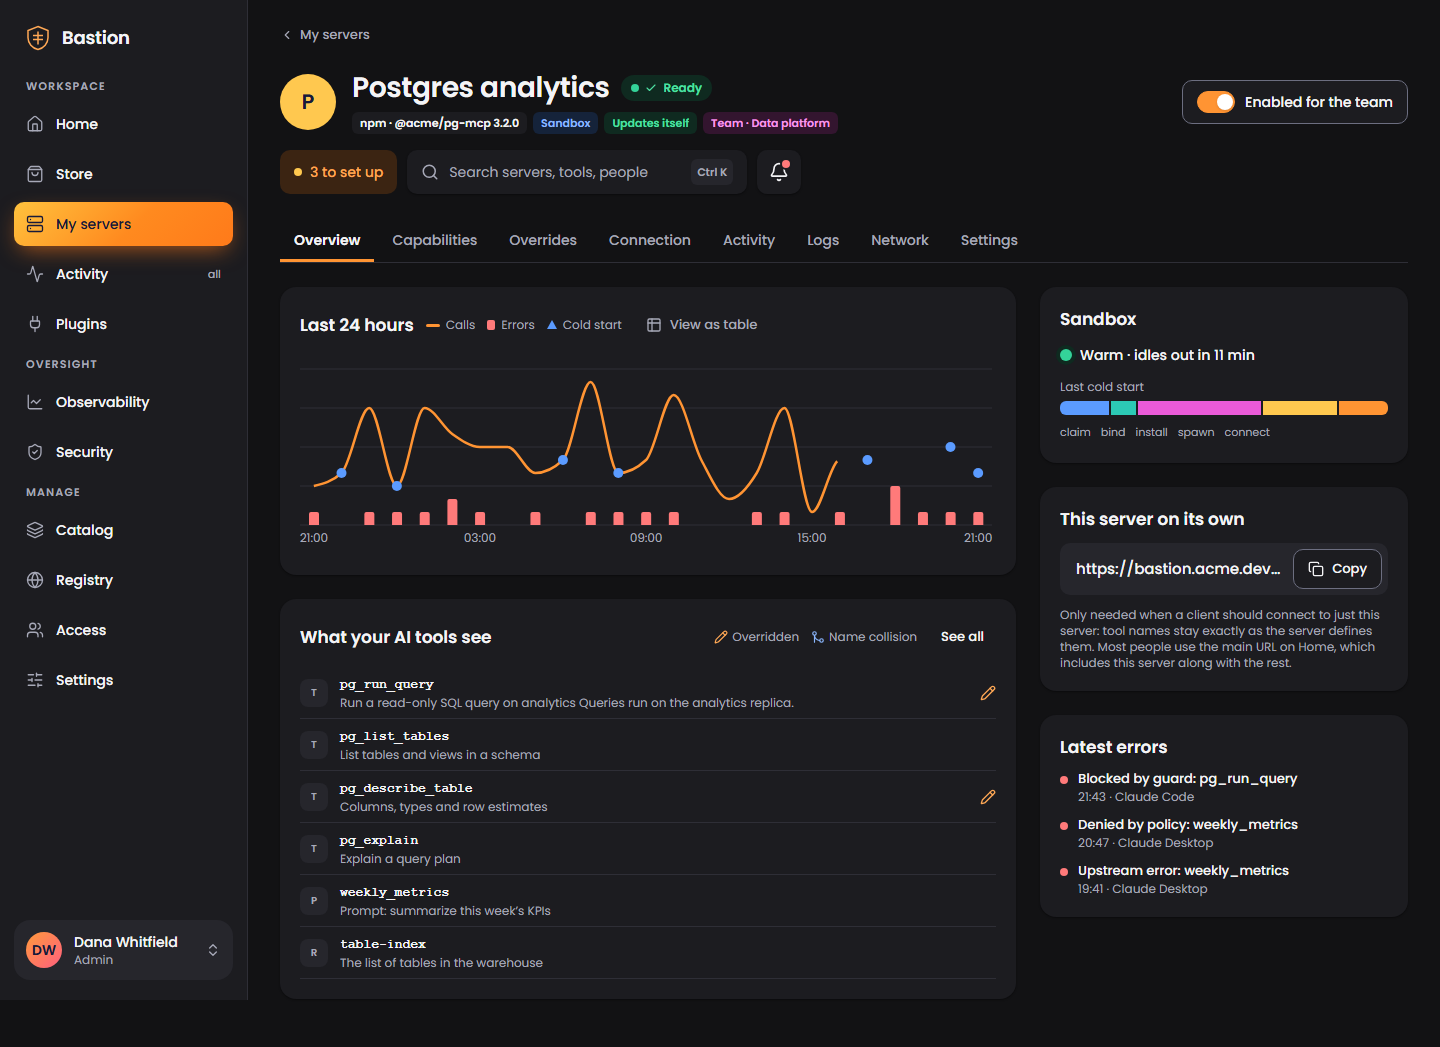 Bastion
WORKSPACE
Home
Store
My servers
Activity
all
Plugins
OVERSIGHT
Observability
Security
MANAGE
Catalog
Registry
Access
Settings
DW
Dana Whitfield
Admin
My servers
P
Postgres analytics
Ready
npm · @acme/pg-mcp 3.2.0
Sandbox
Updates itself
Team · Data platform
Enabled for the team
3 to set up
Search servers, tools, people
Ctrl K
Overview
Capabilities
Overrides
Connection
Activity
Logs
Network
Settings
Last 24 hours
Calls
Errors
Cold start
View as table
21:00
03:00
09:00
15:00
21:00
What your AI tools see
Overridden
Name collision
See all
T
pg_run_query
Run a read-only SQL query on analytics Queries run on the analytics replica.
T
pg_list_tables
List tables and views in a schema
T
pg_describe_table
Columns, types and row estimates
T
pg_explain
Explain a query plan
P
weekly_metrics
Prompt: summarize this week's KPIs
R
table-index
The list of tables in the warehouse
Sandbox
Warm · idles out in 11 min
Last cold start
claim bind install spawn connect
This server on its own
https://bastion.acme.dev...
Copy
Only needed when a client should connect to just this
server: tool names stay exactly as the server defines
them. Most people use the main URL on Home, which
includes this server along with the rest.
Latest errors
Blocked by guard: pg_run_query
21:43 · Claude Code
Denied by policy: weekly_metrics
20:47 · Claude Desktop
Upstream error: weekly_metrics
19:41 · Claude Desktop